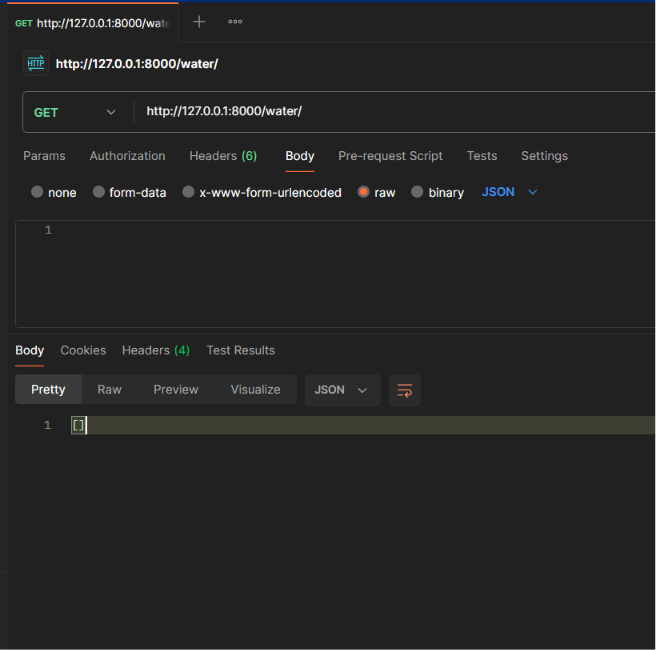 GET http://127.0.0.1:8000/wate
HTTP http://127.0.0.1:8000/water/
GET http://127.0.0.1:8000/water/
Params Authorization Headers (6) Body Pre-request Script Tests Settings
none form-data x-www-form-urlencoded raw binary JSON
1
Body Cookies Headers (4) Test Results
Pretty Raw Preview Visualize JSON
1 []